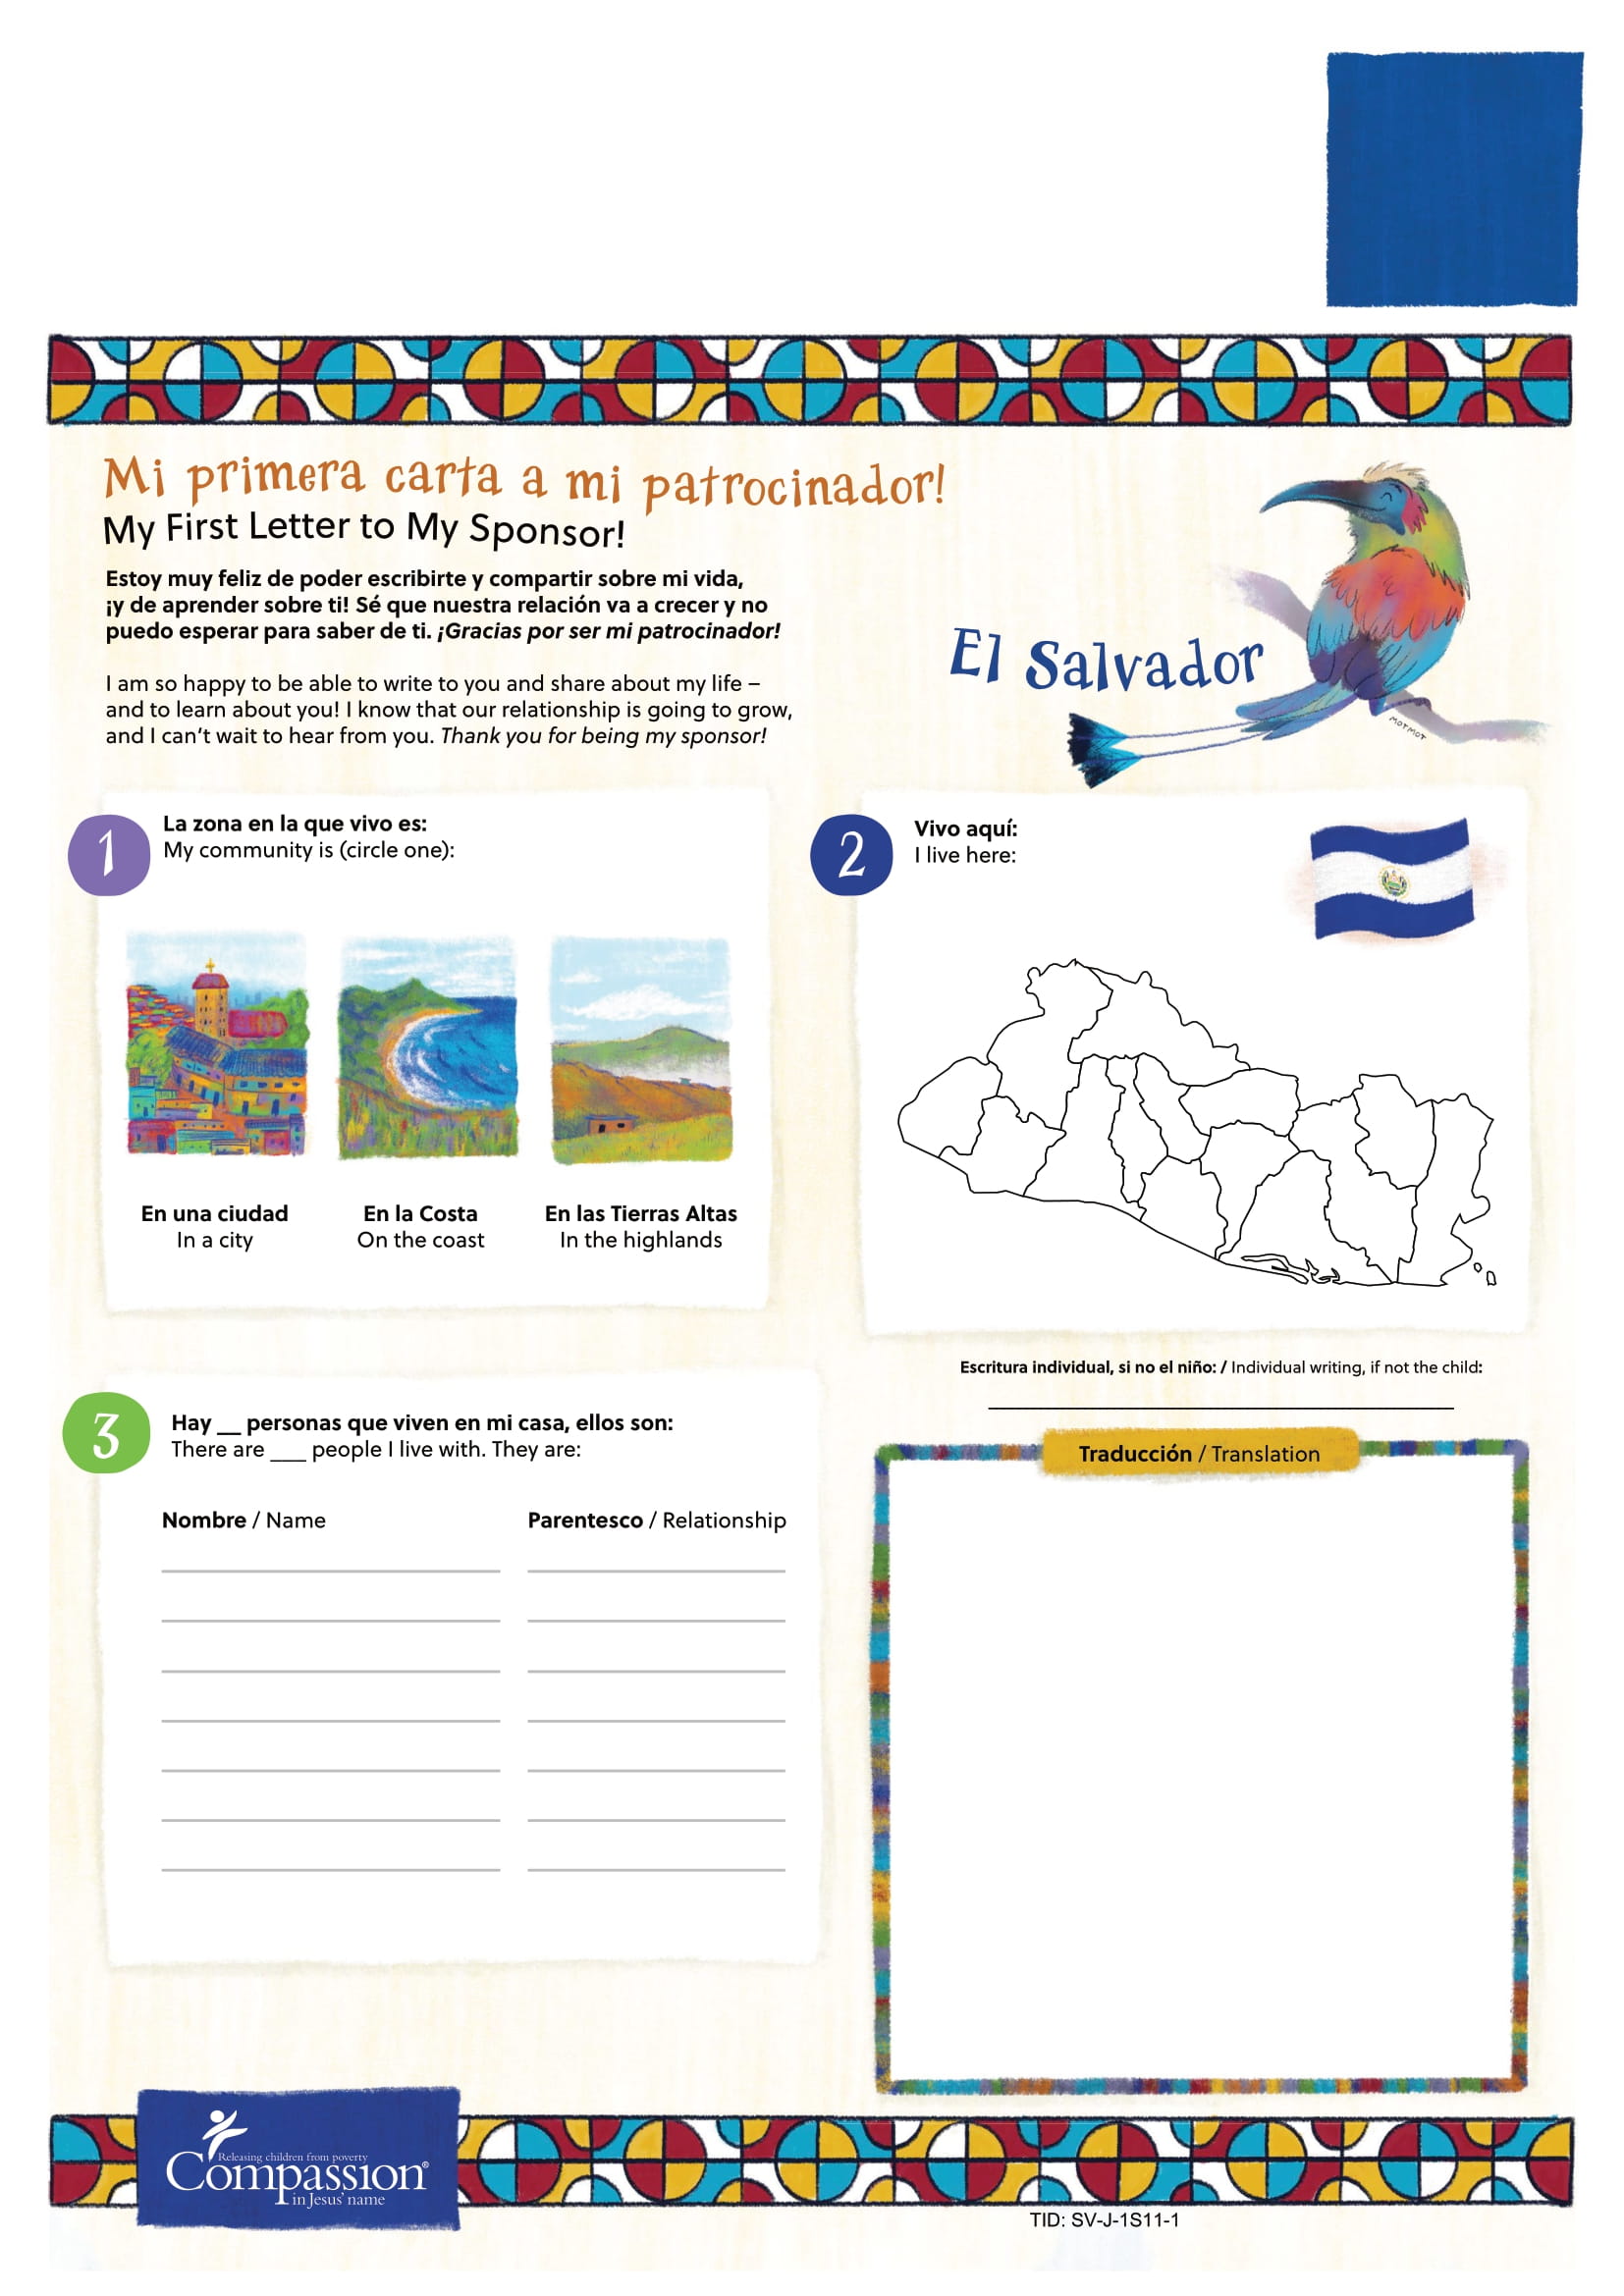 Mi primera carta a mi patrocinador!
My First Letter to My Sponsor!
Estoy muy feliz de poder escribirte y compartir sobre mi vida,
¡y de aprender sobre ti! Sé que nuestra relación va a crecer y no
puedo esperar para saber de ti. ¡Gracias por ser mi patrocinador!
I am so happy to be able to write to you and share about my life –
and to learn about you! I know that our relationship is going to grow,
and I can't wait to hear from you. Thank you for being my sponsor!
El Salvador
MOTMOT
1
La zona en la que vivo es:
My community is (circle one):
En una ciudad
In a city
En la Costa
On the coast
En las Tierras Altas
In the highlands
2
Vivo aquí:
I live here:
Escritura individual, si no el niño: / Individual writing, if not the child:
3
Hay __ personas que viven en mi casa, ellos son:
There are ___ people I live with. They are:
Nombre / Name
Parentesco / Relationship
Traducción / Translation
Releasing children from poverty
Compassion®
in Jesus' name
TID: SV-J-1S11-1